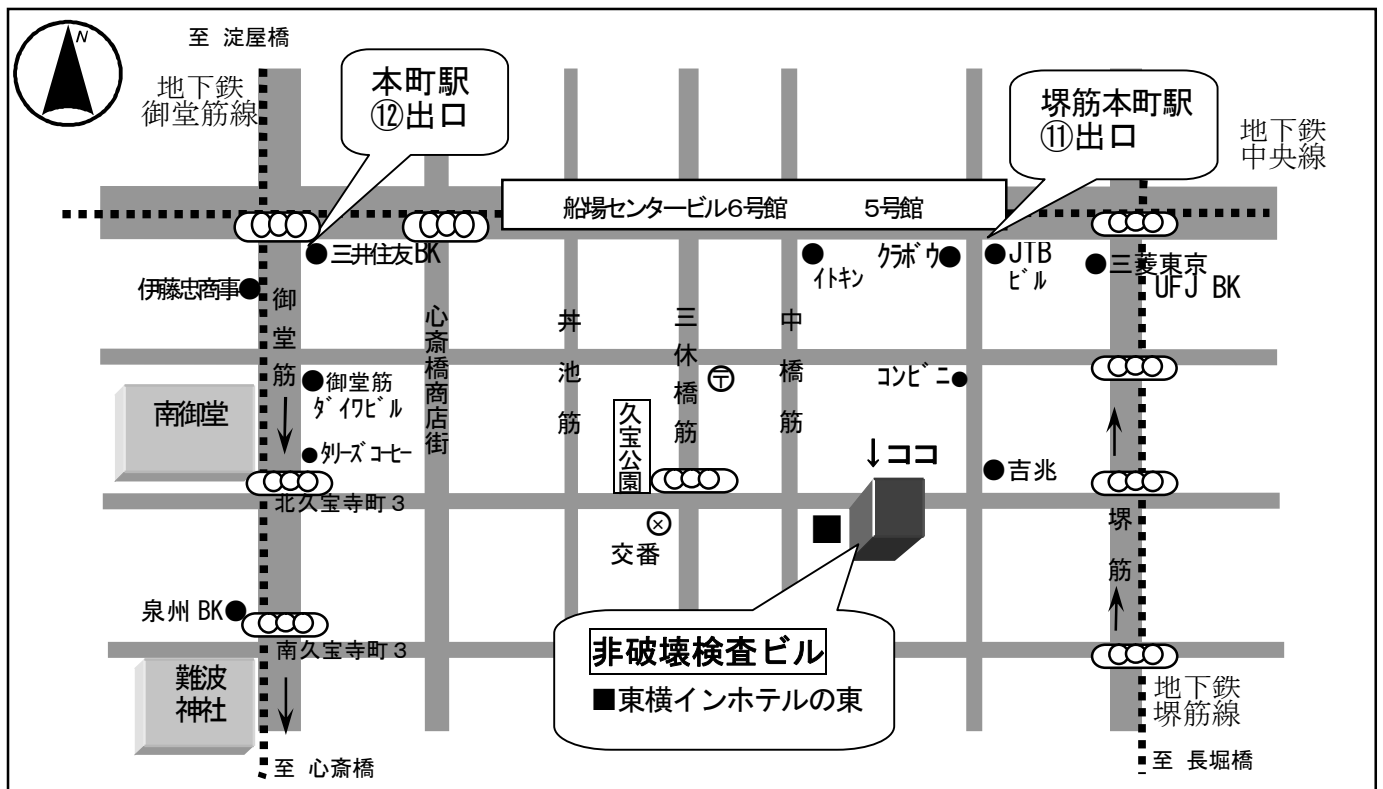 N
至 淀屋橋
地下鉄
御堂筋線
本町駅
⑫出口
堺筋本町駅
⑪出口
地下鉄
中央線
船場センタービル6号館 5号館
●三井住友BK
●イトキン
クラボウ●
●JTB
ビル
●三菱東京
UFJ BK
伊藤忠商事●
御堂筋
心斎橋商店街
丼池筋
三休橋筋
中橋筋
〒
コンビニ●
南御堂
●御堂筋
ダイワビル
●タリーズコーヒー
久宝公園
↓ココ
●吉兆
北久宝寺町3
交番
■
堺筋
泉州BK●
南久宝寺町3
非破壊検査ビル
■東横インホテルの東
難波
神社
地下鉄
堺筋線
至 心斎橋
至 長堀橋